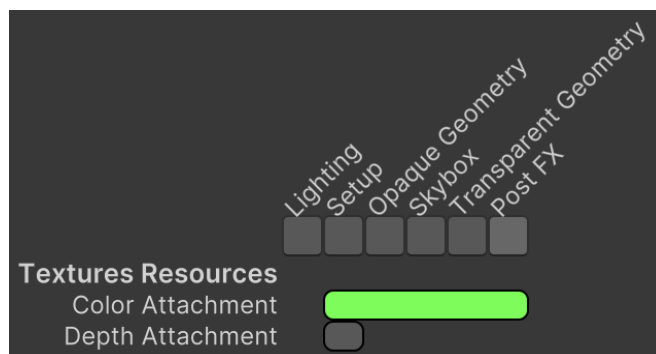 Lighting
Setup
Opaque Geometry
Skybox
Transparent Geometry
Post FX
Textures Resources
Color Attachment
Depth Attachment